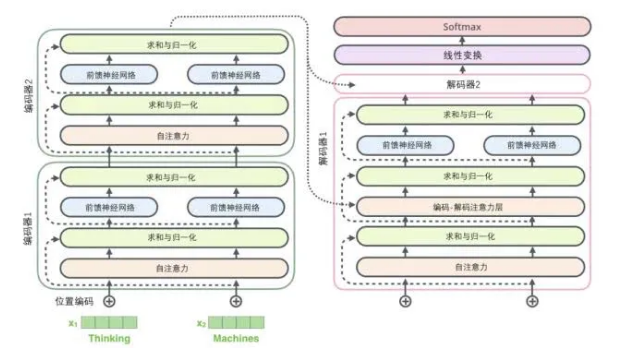 编码器2
求和与归一化
前馈神经网络 前馈神经网络
求和与归一化
自注意力
编码器1
求和与归一化
前馈神经网络 前馈神经网络
求和与归一化
自注意力
位置编码
x₁ x₂
Thinking Machines
Softmax
线性变换
解码器2
解码器1
求和与归一化
前馈神经网络 前馈神经网络
求和与归一化
编码-解码注意力层
求和与归一化
自注意力